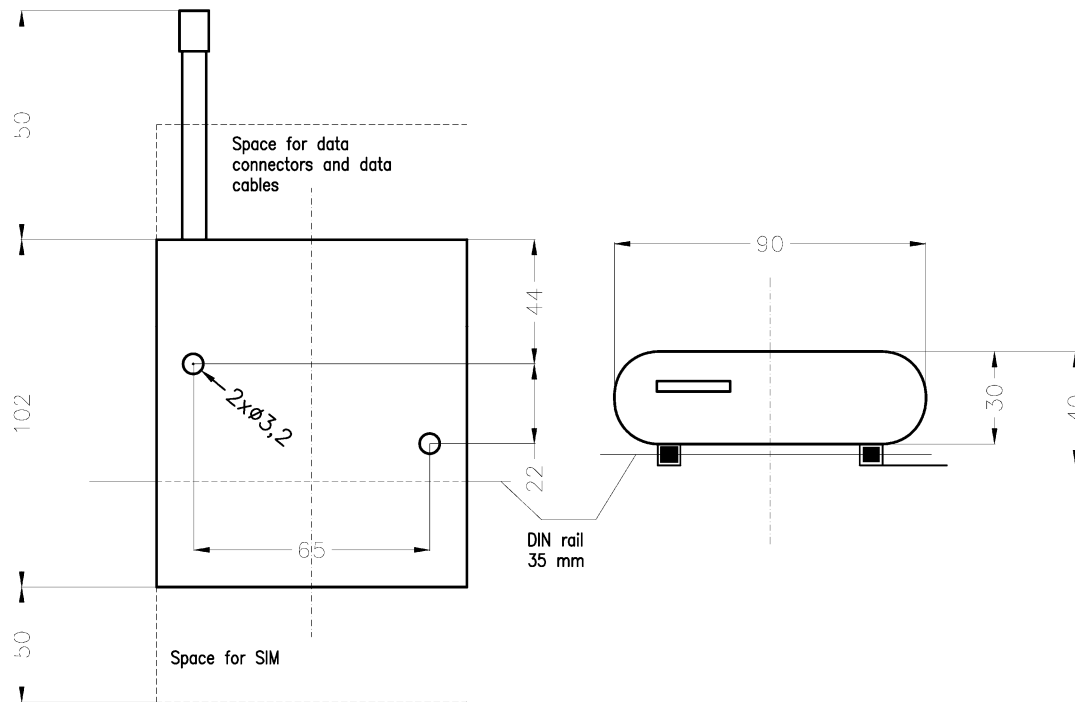 50
Space for data
connectors and data
cables
44
90
2xø3,2
102
30
40
22
65
DIN rail
35 mm
50
Space for SIM